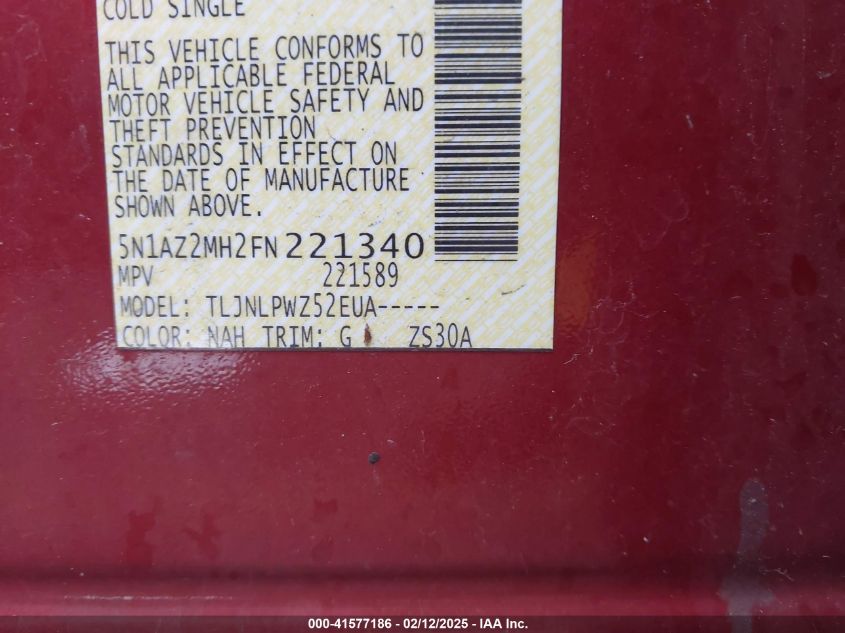 COLD SINGLE
THIS VEHICLE CONFORMS TO
ALL APPLICABLE FEDERAL
MOTOR VEHICLE SAFETY AND
THEFT PREVENTION
STANDARDS IN EFFECT ON
THE DATE OF MANUFACTURE
SHOWN ABOVE.
5N1AZ2MH2FN221340
MPV 221589
MODEL: TLJNLPWZ52EUA-----
COLOR: NAH TRIM: G ZS30A
000-41577186 - 02/12/2025 - IAA Inc.